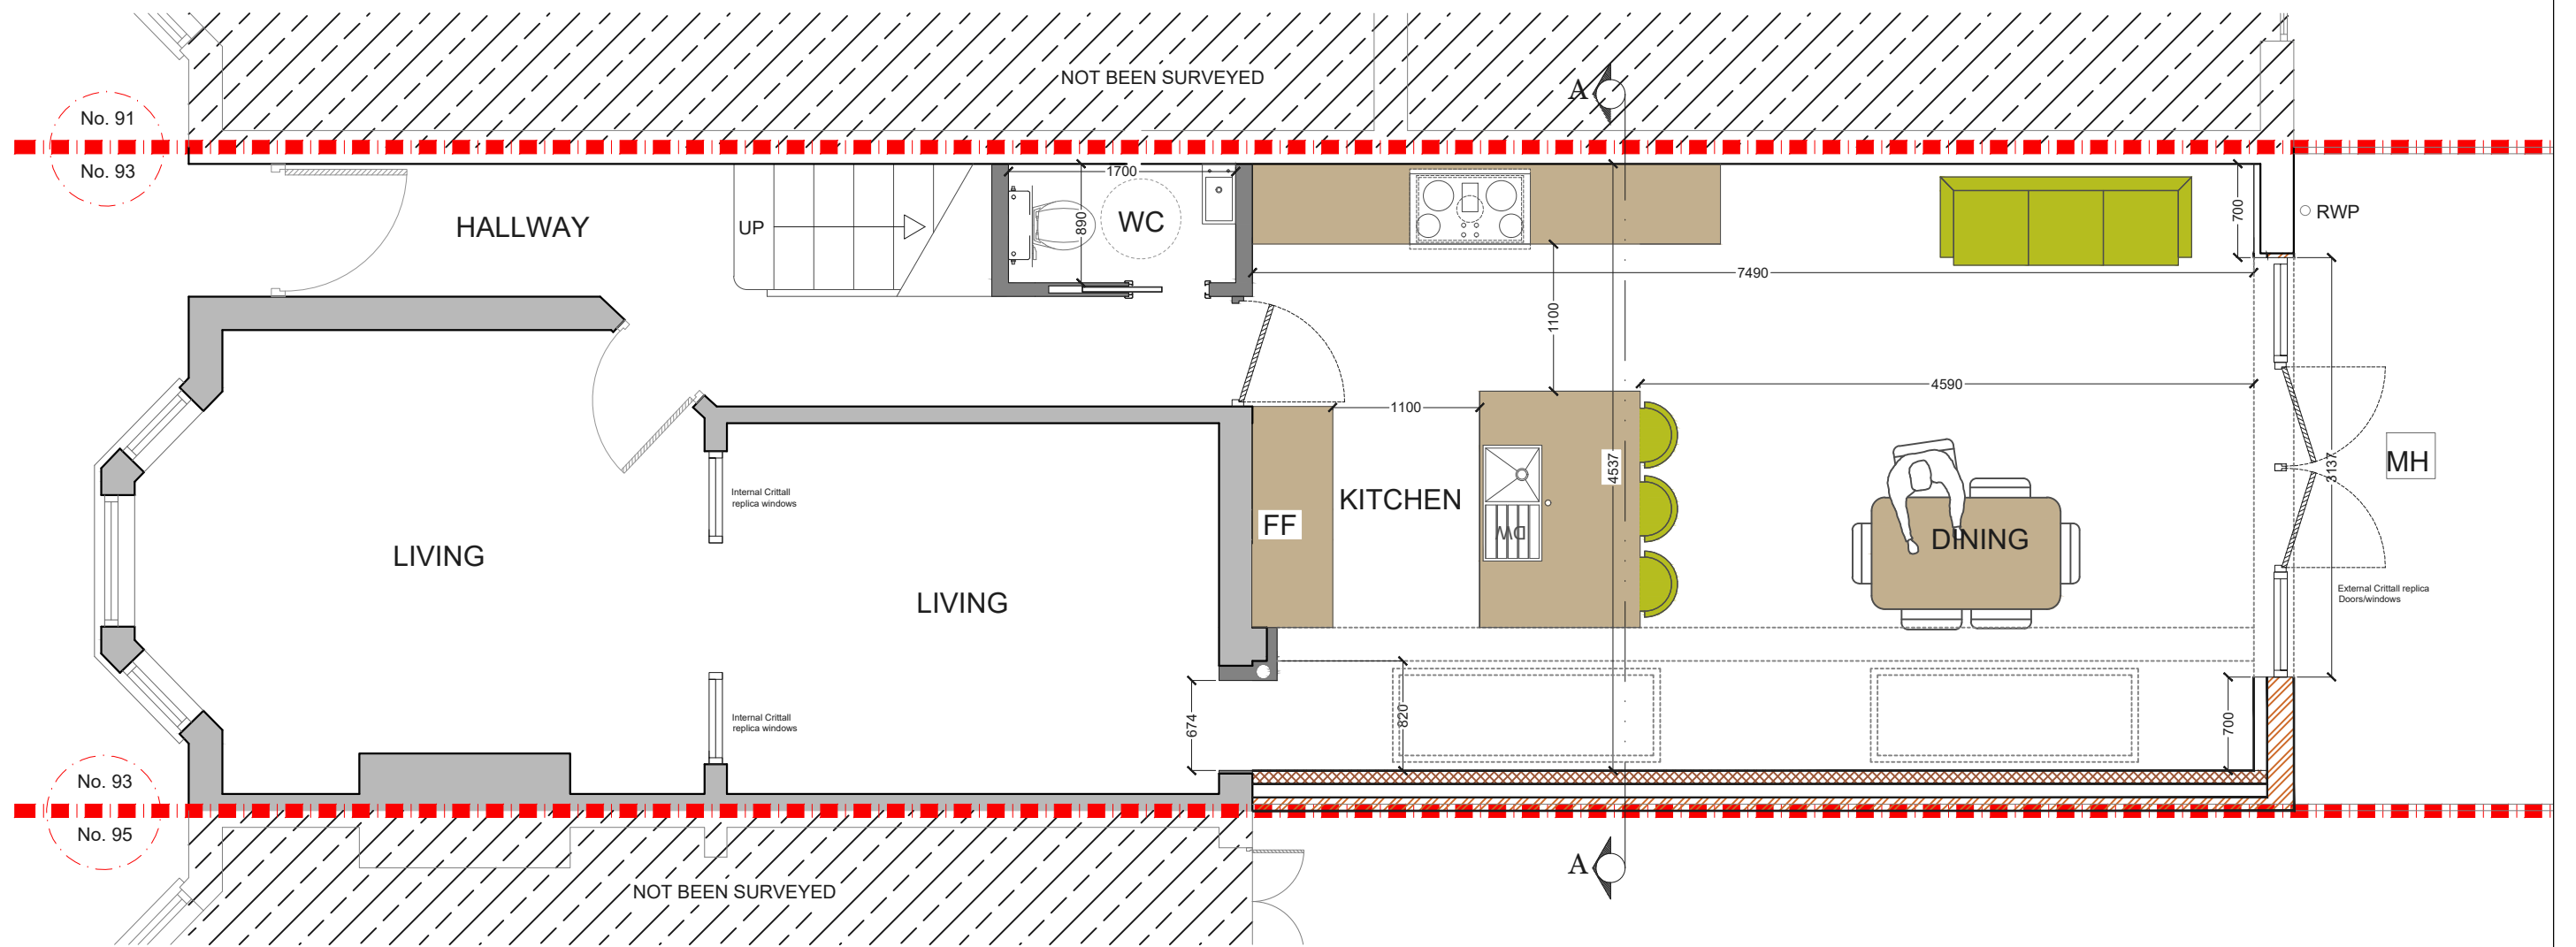 NOT BEEN SURVEYED
A
No. 91
No. 93
1700
HALLWAY
UP
890
WC
700
RWP
7490
1100
4590
1100
3137
MH
4537
Internal Crittall
replica windows
KITCHEN
FF
DW
DINING
LIVING
LIVING
External Crittall replica
Doors/windows
674
820
700
Internal Crittall
replica windows
No. 93
No. 95
A
NOT BEEN SURVEYED